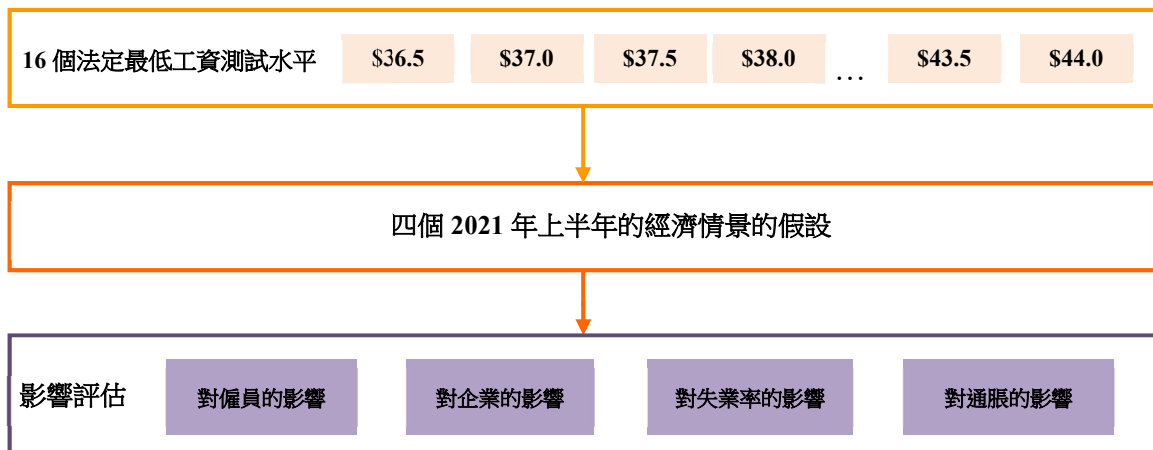 16 個法定最低工資測試水平 $36.5 $37.0 $37.5 $38.0 ... $43.5 $44.0
四個 2021 年上半年的經濟情景的假設
影響評估 對僱員的影響 對企業的影響 對失業率的影響 對通脹的影響